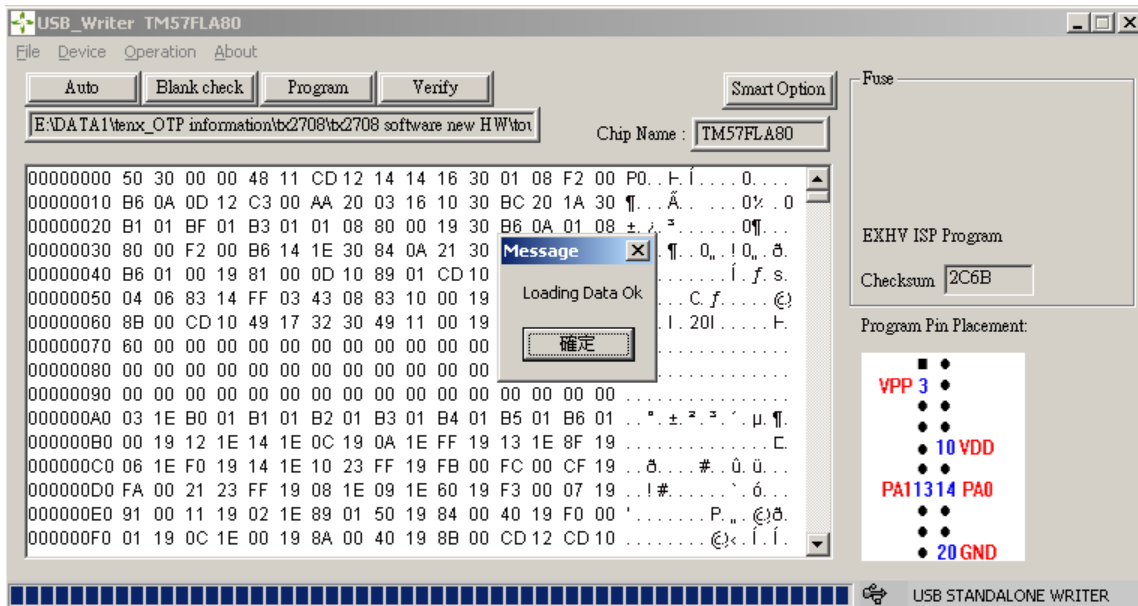 USB_Writer TM57FLA80
File Device Operation About
Auto Blank check Program Verify Smart Option
E:\DATA1\tenx_OTP information\tx2708\tx2708 software new HW\tou
Chip Name : TM57FLA80
Fuse
EXHV ISP Program
Checksum 2C6B
Program Pin Placement:
VPP 3
10 VDD
PA1 13 14 PA0
20 GND
00000000 50 30 00 00 48 11 CD 12 14 14 16 30 01 08 F2 00
00000010 B6 0A 0D 12 C3 00 AA 20 03 16 10 30 BC 20 1A 30
00000020 B1 01 BF 01 B3 01 01 08 80 00 19 30 B6 0A 01 08
00000030 80 00 F2 00 B6 14 1E 30 84 0A 21 30
00000040 B6 01 00 19 81 00 0D 10 89 01 CD 10
00000050 04 06 83 14 FF 03 43 08 83 10 00 19
00000060 8B 00 CD 10 49 17 32 30 49 11 00 19
00000070 60 00 00 00 00 00 00 00 00 00 00 00
00000080 00 00 00 00 00 00 00 00 00 00 00 00
00000090 00 00 00 00 00 00 00 00 00 00 00 00 00 00 00 00
000000A0 03 1E B0 01 B1 01 B2 01 B3 01 B4 01 B5 01 B6 01
000000B0 00 19 12 1E 14 1E 0C 19 0A 1E FF 19 13 1E 8F 19
000000C0 06 1E F0 19 14 1E 10 23 FF 19 FB 00 FC 00 CF 19
000000D0 FA 00 21 23 FF 19 08 1E 09 1E 60 19 F3 00 07 19
000000E0 91 00 11 19 02 1E 89 01 50 19 84 00 40 19 F0 00
000000F0 01 19 0C 1E 00 19 8A 00 40 19 8B 00 CD 12 CD 10
Message
Loading Data Ok
確定
USB STANDALONE WRITER